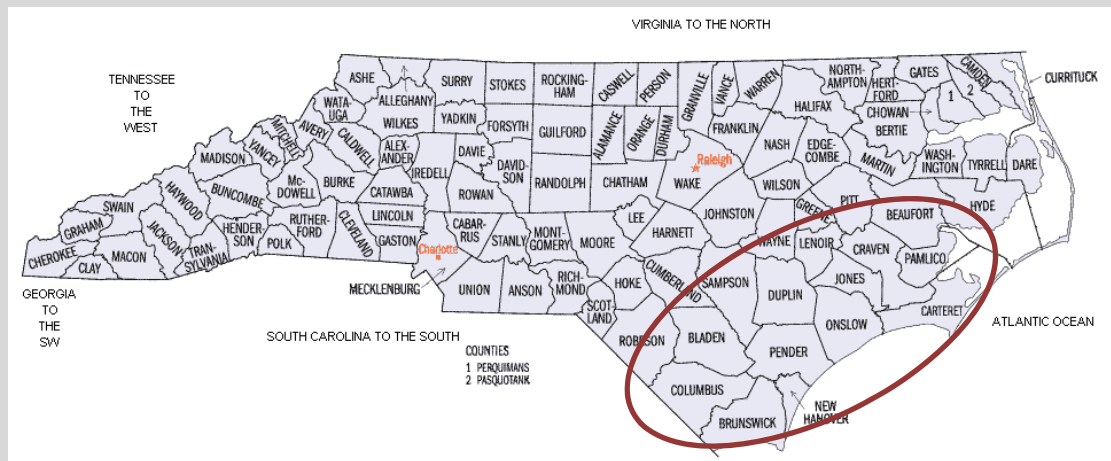 VIRGINIA TO THE NORTH
TENNESSEE
TO
THE
WEST
ASHE
ALLEGHANY
SURRY
STOKES
ROCKING-
HAM
CASWELL
PERSON
GRANVILLE
VANCE
WARREN
NORTH-
AMPTON
HERT-
FORD
GATES
CAMDEN
CURRITUCK
1
2
WATA-
UGA
WILKES
YADKIN
FORSYTH
GUILFORD
ALAMANCE
ORANGE
DURHAM
FRANKLIN
HALIFAX
CHOWAN
BERTIE
MITCHELL
AVERY
CALDWELL
ALEX-
ANDER
IREDELL
DAVIE
DAVID-
SON
RANDOLPH
CHATHAM
Raleigh
WAKE
NASH
EDGE-
COMBE
MARTIN
WASH-
INGTON
TYRRELL
DARE
MADISON
YANCEY
McDOWELL
BURKE
CATAWBA
ROWAN
WILSON
PITT
BEAUFORT
HYDE
SWAIN
HAYWOOD
BUNCOMBE
RUTHER-
FORD
CLEVELAND
LINCOLN
GASTON
Charlotte
CABAR-
RUS
STANLY
MONT-
GOMERY
MOORE
LEE
HARNETT
JOHNSTON
GREENE
WAYNE
LENOIR
CRAVEN
PAMLICO
GRAHAM
CHEROKEE
CLAY
MACON
JACKSON
TRAN-
SYLVANIA
HENDER-
SON
POLK
MECKLENBURG
UNION
ANSON
RICH-
MOND
SCOT-
LAND
HOKE
CUMBERLAND
SAMPSON
DUPLIN
JONES
CARTERET
ONSLOW
GEORGIA
TO
THE
SW
SOUTH CAROLINA TO THE SOUTH
ATLANTIC OCEAN
ROBESON
BLADEN
PENDER
COUNTIES
1 PERQUIMANS
2 PASQUOTANK
COLUMBUS
BRUNSWICK
NEW
HANOVER